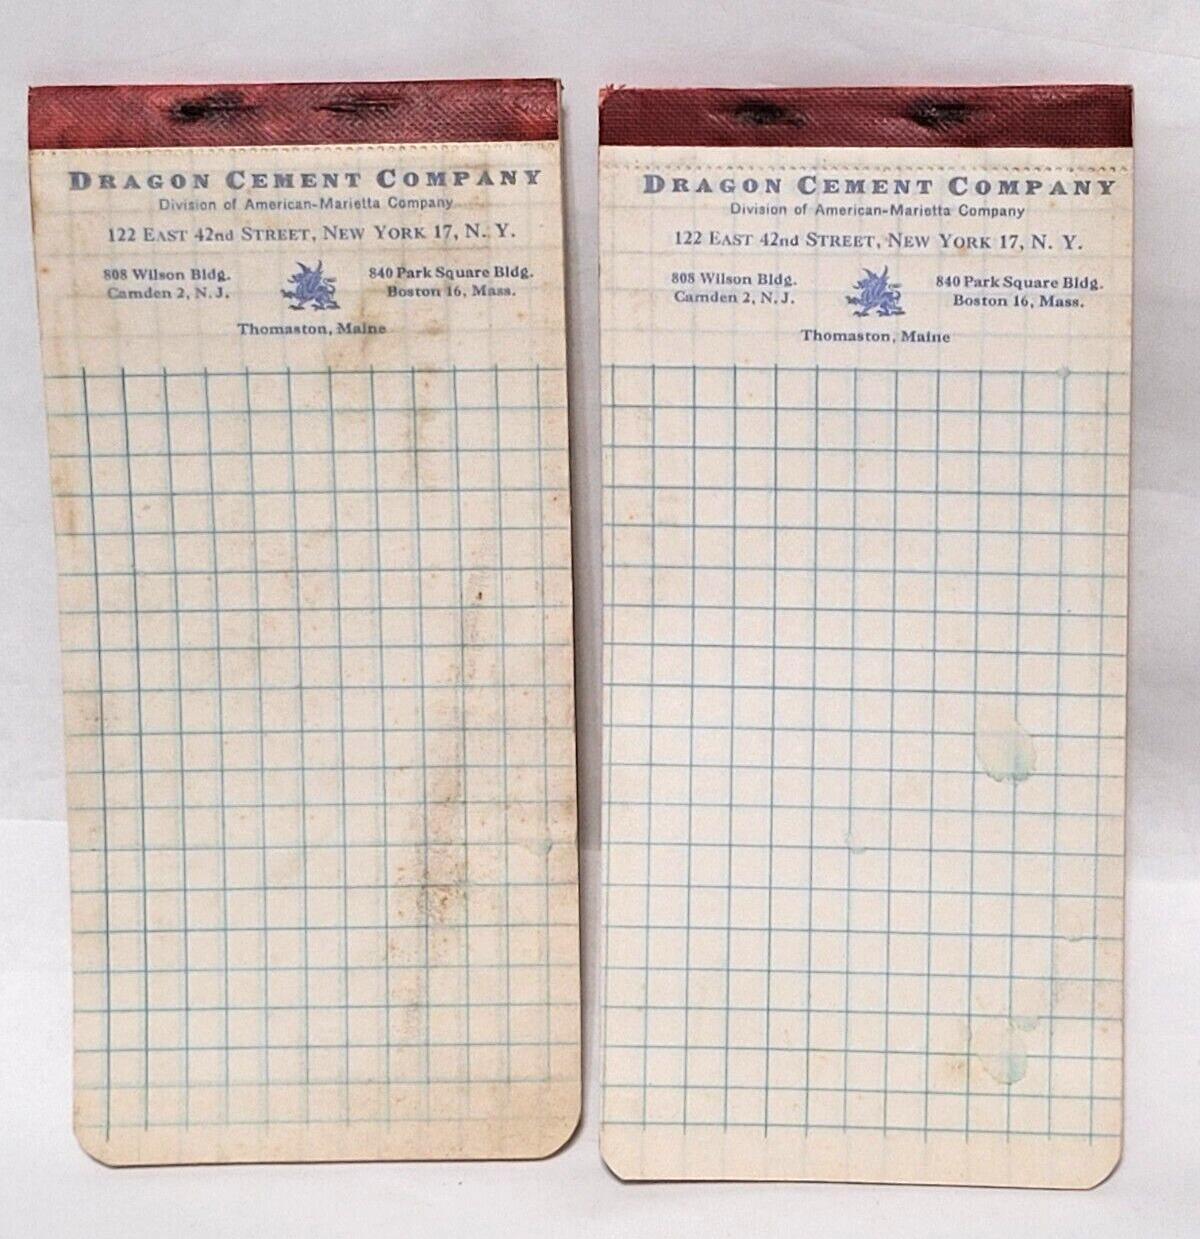 DRAGON CEMENT COMPANY
Division of American-Marietta Company
122 EAST 42nd STREET, NEW YORK 17, N. Y.
808 Wilson Bldg.
Camden 2, N. J.
840 Park Square Bldg.
Boston 16, Mass.
Thomaston, Maine
DRAGON CEMENT COMPANY
Division of American-Marietta Company
122 EAST 42nd STREET, NEW YORK 17, N. Y.
808 Wilson Bldg.
Camden 2, N. J.
840 Park Square Bldg.
Boston 16, Mass.
Thomaston, Maine